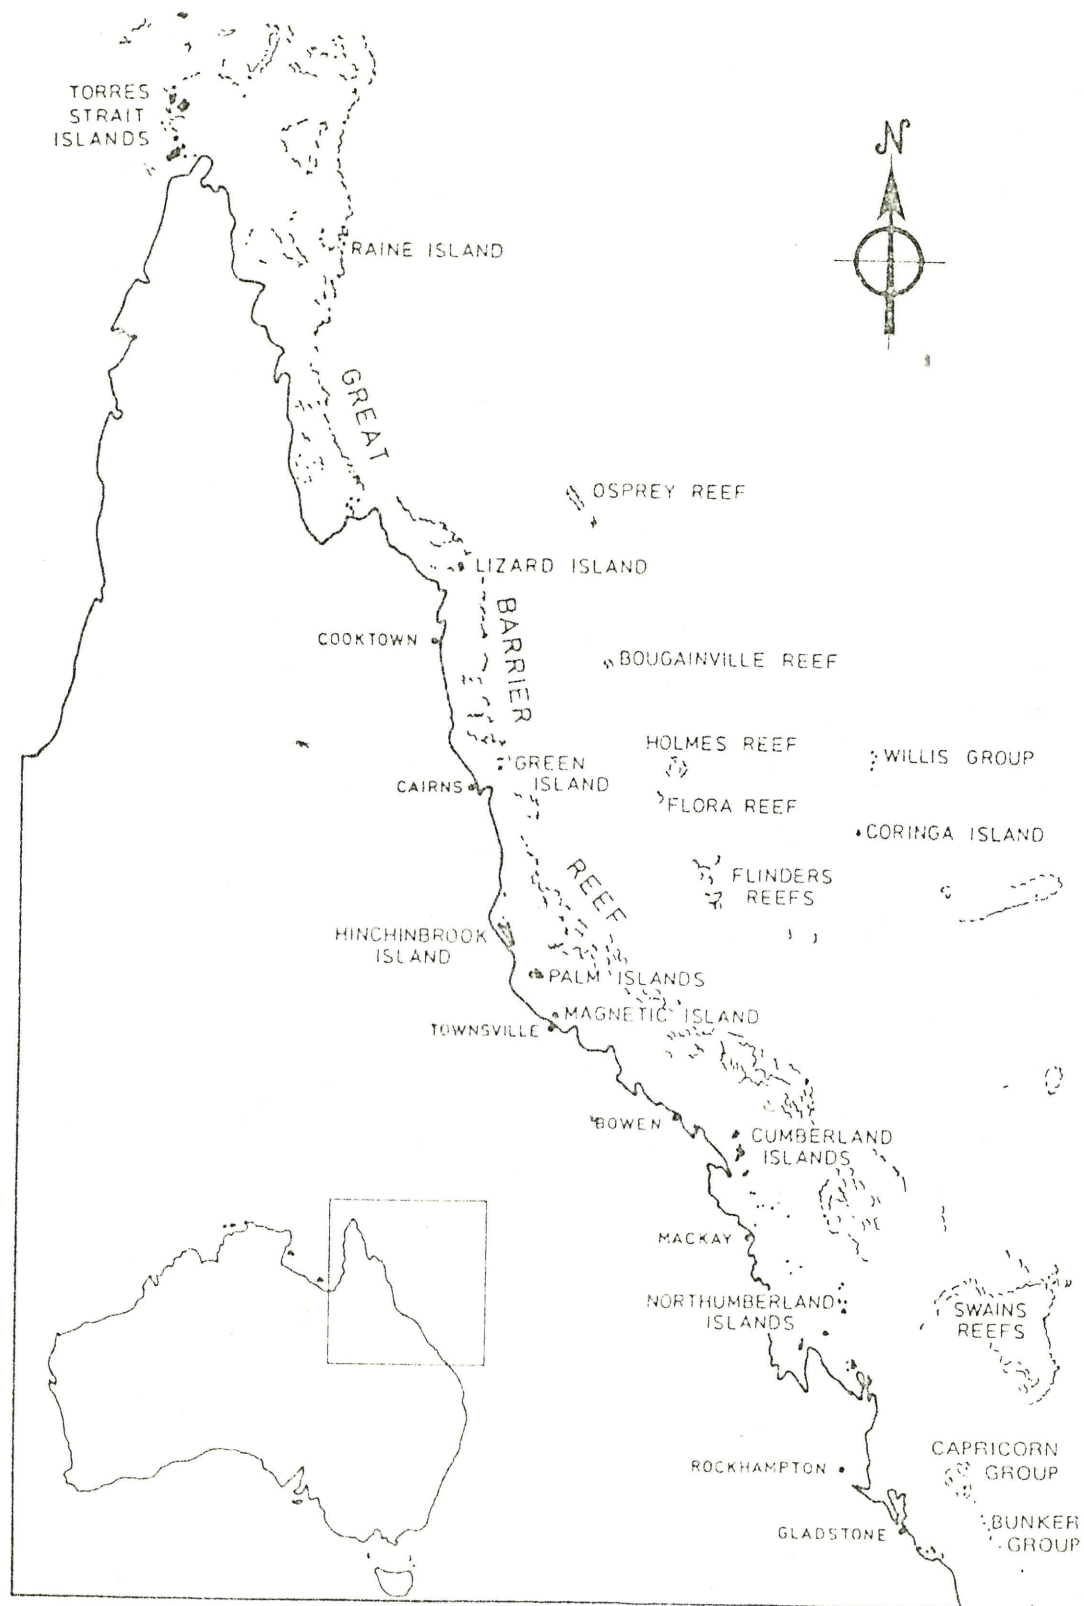 TORRES
STRAIT
ISLANDS
N
RAINE ISLAND
GREAT
OSPREY REEF
LIZARD ISLAND
BARRIER
COOKTOWN
BOUGAINVILLE REEF
HOLMES REEF
WILLIS GROUP
GREEN
ISLAND
CAIRNS
FLORA REEF
CORINGA ISLAND
REEF
FLINDERS
REEFS
HINCHINBROOK
ISLAND
PALM ISLANDS
MAGNETIC ISLAND
TOWNSVILLE
BOWEN
CUMBERLAND
ISLANDS
MACKAY
NORTHUMBERLAND
ISLANDS
SWAINS
REEFS
CAPRICORN
GROUP
ROCKHAMPTON
BUNKER
GROUP
GLADSTONE